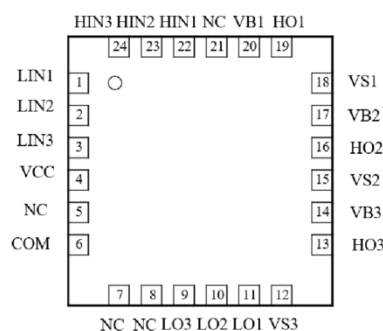 HIN3 HIN2 HIN1 NC VB1 HO1
24 23 22 21 20 19
LIN1 1 18 VS1
LIN2 2 17 VB2
LIN3 3 16 HO2
VCC 4 15 VS2
NC 5 14 VB3
COM 6 13 HO3
7 8 9 10 11 12
NC NC LO3 LO2 LO1 VS3